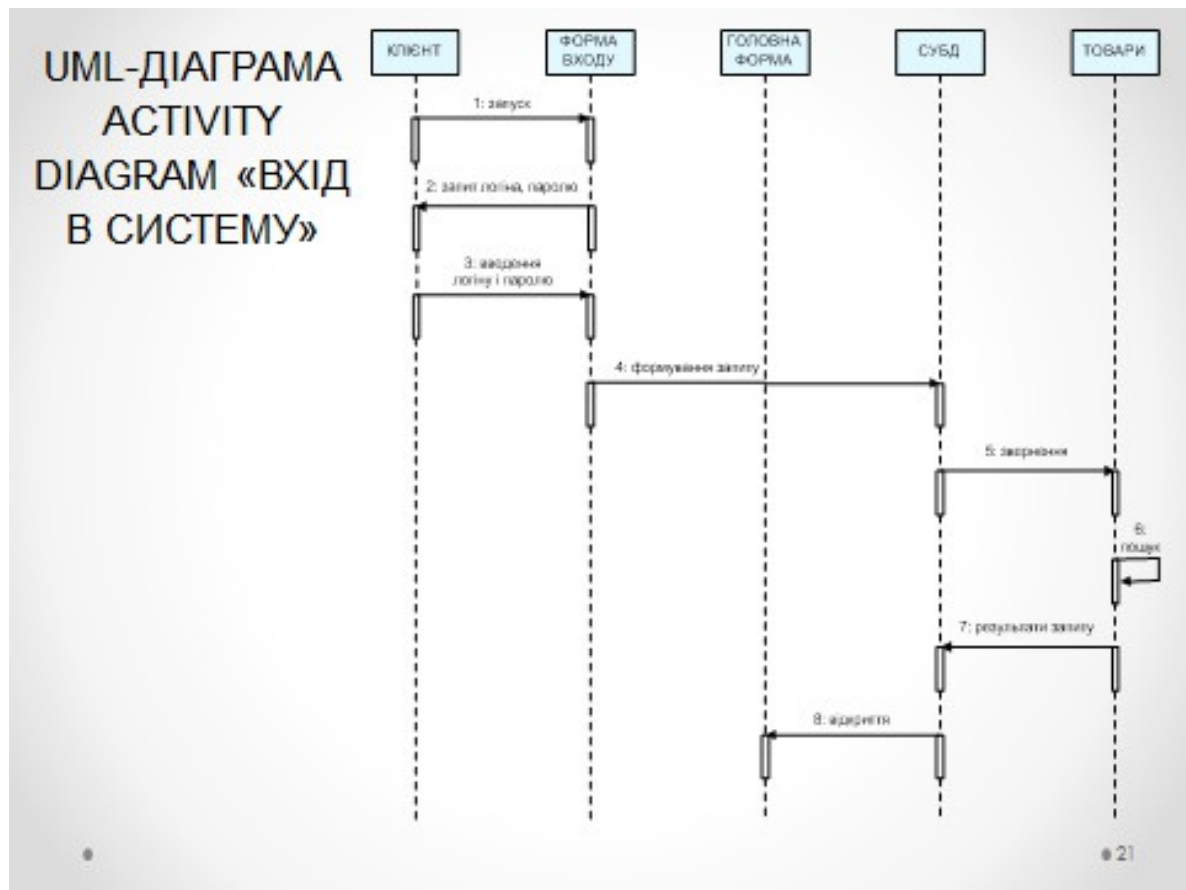 UML-ДІАГРАМА
ACTIVITY
DIAGRAM «ВХІД
В СИСТЕМУ»
КЛІЄНТ
ФОРМА
ВХОДУ
ГОЛОВНА
ФОРМА
СУБД
ТОВАРИ
1: запуск
2: запит логіна, паролю
3: введення
логіну і паролю
4: формування запиту
5: звернення
6:
пошук
7: результати запиту
8: відкриття
21